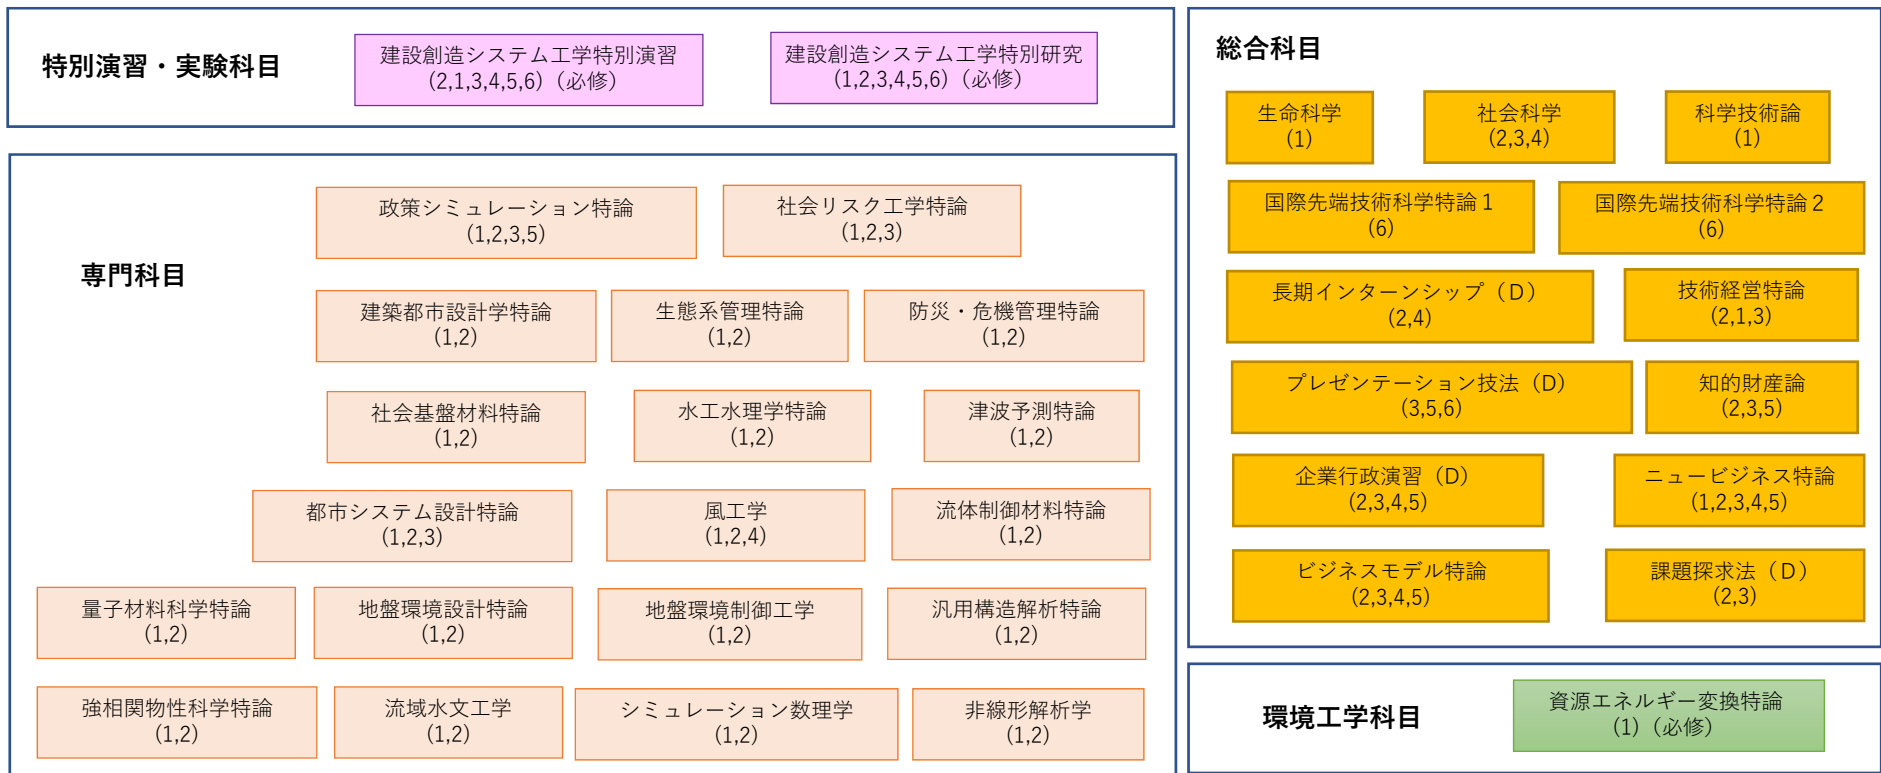 特別演習・実験科目
建設創造システム工学特別演習
(2,1,3,4,5,6)（必修）
建設創造システム工学特別研究
(1,2,3,4,5,6)（必修）
専門科目
政策シミュレーション特論
(1,2,3,5)
社会リスク工学特論
(1,2,3)
建築都市設計学特論
(1,2)
生態系管理特論
(1,2)
防災・危機管理特論
(1,2)
社会基盤材料特論
(1,2)
水工水理学特論
(1,2)
津波予測特論
(1,2)
都市システム設計特論
(1,2,3)
風工学
(1,2,4)
流体制御材料特論
(1,2)
量子材料科学特論
(1,2)
地盤環境設計特論
(1,2)
地盤環境制御工学
(1,2)
汎用構造解析特論
(1,2)
強相関物性科学特論
(1,2)
流域水文工学
(1,2)
シミュレーション数理学
(1,2)
非線形解析学
(1,2)
総合科目
生命科学
(1)
社会科学
(2,3,4)
科学技術論
(1)
国際先端技術科学特論１
(6)
国際先端技術科学特論２
(6)
長期インターンシップ（Ｄ）
(2,4)
技術経営特論
(2,1,3)
プレゼンテーション技法（D）
(3,5,6)
知的財産論
(2,3,5)
企業行政演習（D）
(2,3,4,5)
ニュービジネス特論
(1,2,3,4,5)
ビジネスモデル特論
(2,3,4,5)
課題探求法（Ｄ）
(2,3)
環境工学科目
資源エネルギー変換特論
(1)（必修）